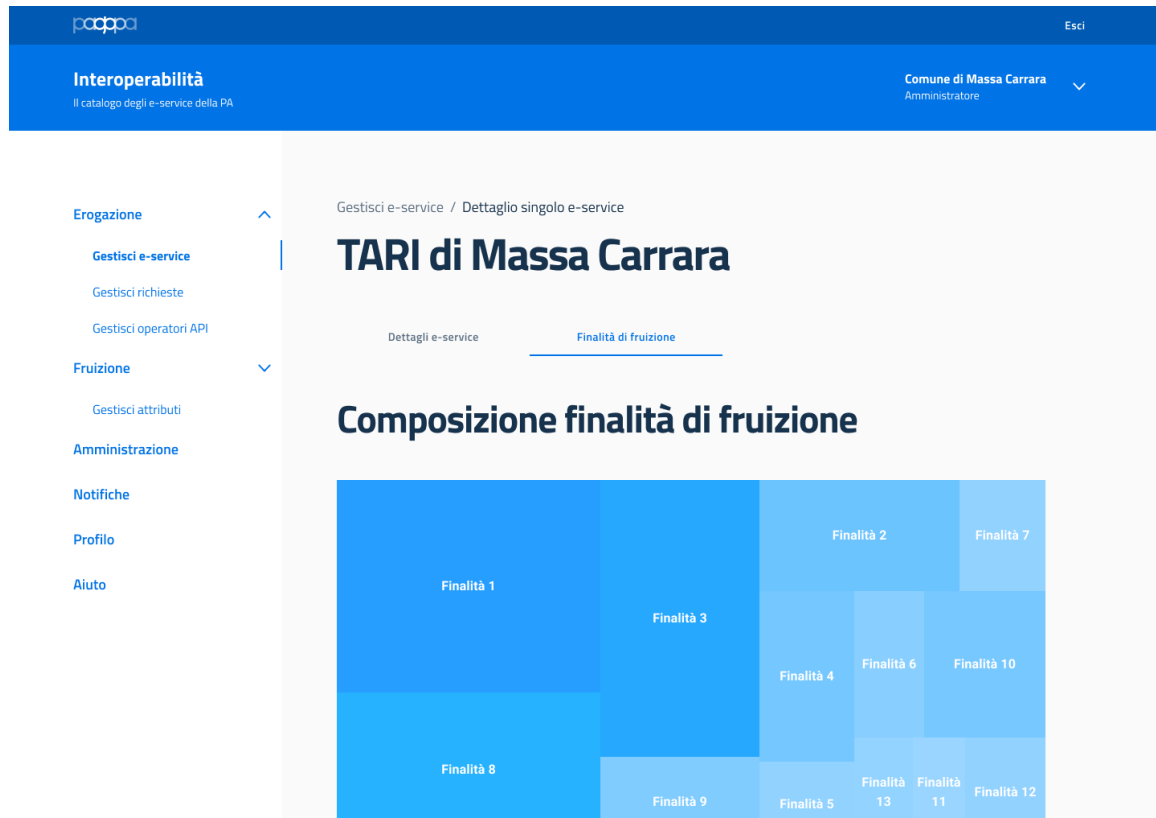 pagopa
Esci
Interoperabilità
Il catalogo degli e-service della PA
Comune di Massa Carrara
Amministratore
Erogazione
Gestisci e-service
Gestisci richieste
Gestisci operatori API
Fruizione
Gestisci attributi
Amministrazione
Notifiche
Profilo
Aiuto
Gestisci e-service / Dettaglio singolo e-service
TARI di Massa Carrara
Dettagli e-service
Finalità di fruizione
Composizione finalità di fruizione
Finalità 1
Finalità 3
Finalità 2
Finalità 7
Finalità 4
Finalità 6
Finalità 10
Finalità 8
Finalità 9
Finalità 5
Finalità
13
Finalità
11
Finalità 12